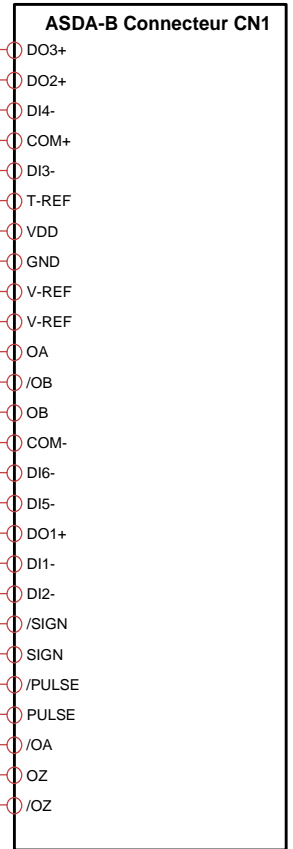 ASDA-B Connecteur CN1
DO3+
DO2+
DI4-
COM+
DI3-
T-REF
VDD
GND
V-REF
V-REF
OA
/OB
OB
COM-
DI6-
DI5-
DO1+
DI1-
DI2-
/SIGN
SIGN
/PULSE
PULSE
/OA
OZ
/OZ